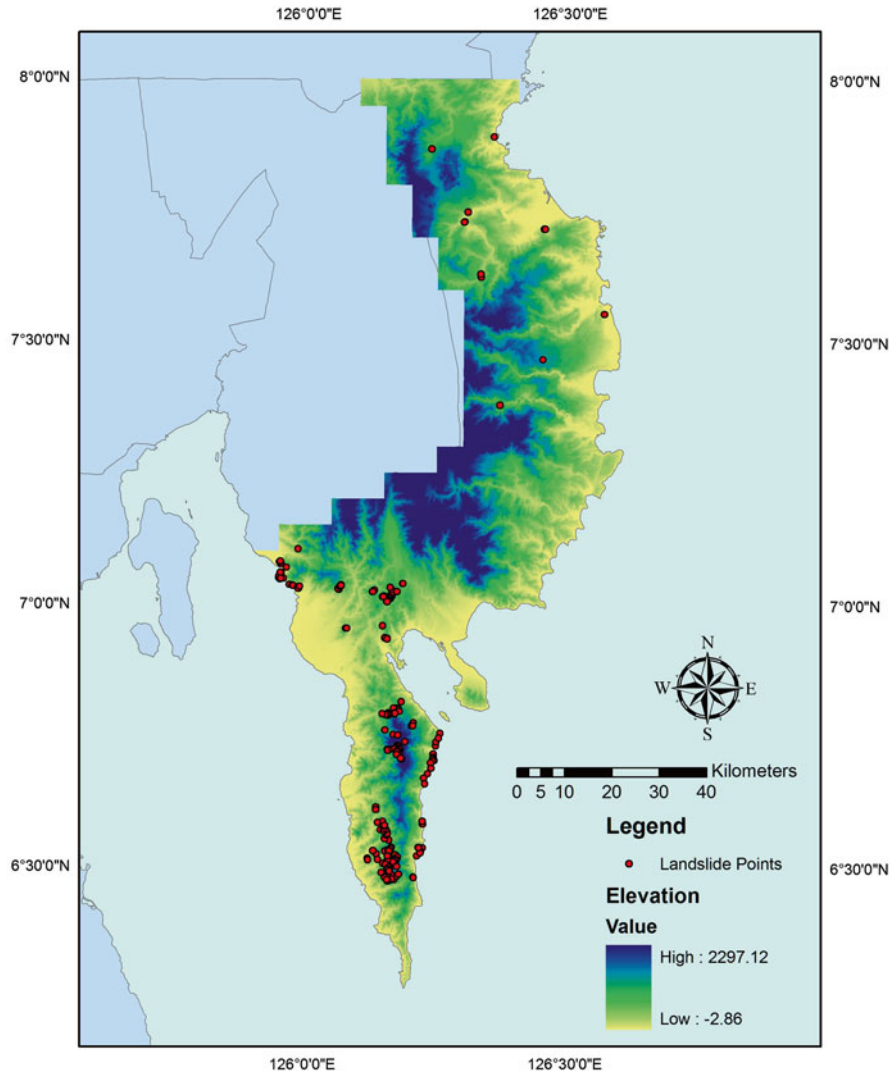 126°0'0"E 126°30'0"E
8°0'0"N 8°0'0"N
7°30'0"N 7°30'0"N
7°0'0"N 7°0'0"N
N
W E
S
Kilometers
0 5 10 20 30 40
Legend
Landslide Points
6°30'0"N 6°30'0"N
Elevation
Value
High : 2297.12
Low : -2.86
126°0'0"E 126°30'0"E